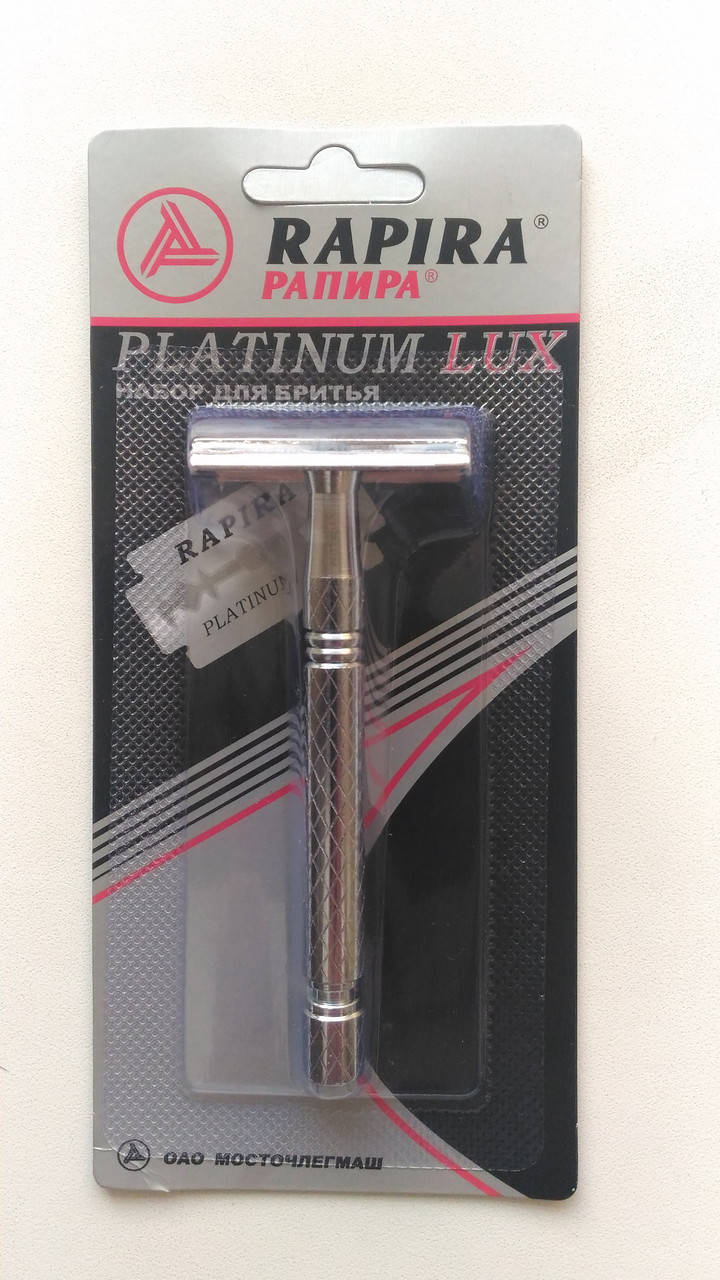 RAPIRA®
РАПИРА®
PLATINUM LUX
НАБОР ДЛЯ БРИТЬЯ
RAPIRA
PLATINUM
ОАО МОСТОЧЛЕГМАШ